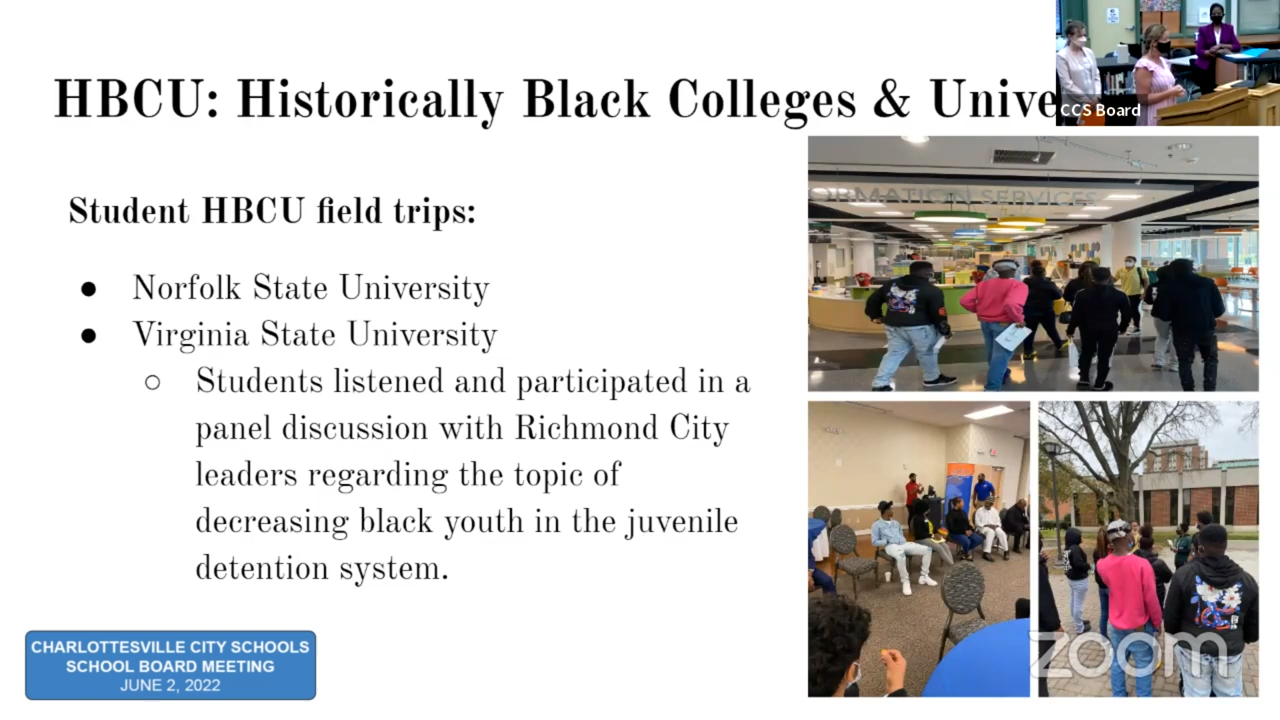 HBCU: Historically Black Colleges & Unive
CCS Board
Student HBCU field trips:
● Norfolk State University
● Virginia State University
○ Students listened and participated in a
panel discussion with Richmond City
leaders regarding the topic of
decreasing black youth in the juvenile
detention system.
ORMATION SERVICES
CHARLOTTESVILLE CITY SCHOOLS
SCHOOL BOARD MEETING
JUNE 2, 2022
zoom